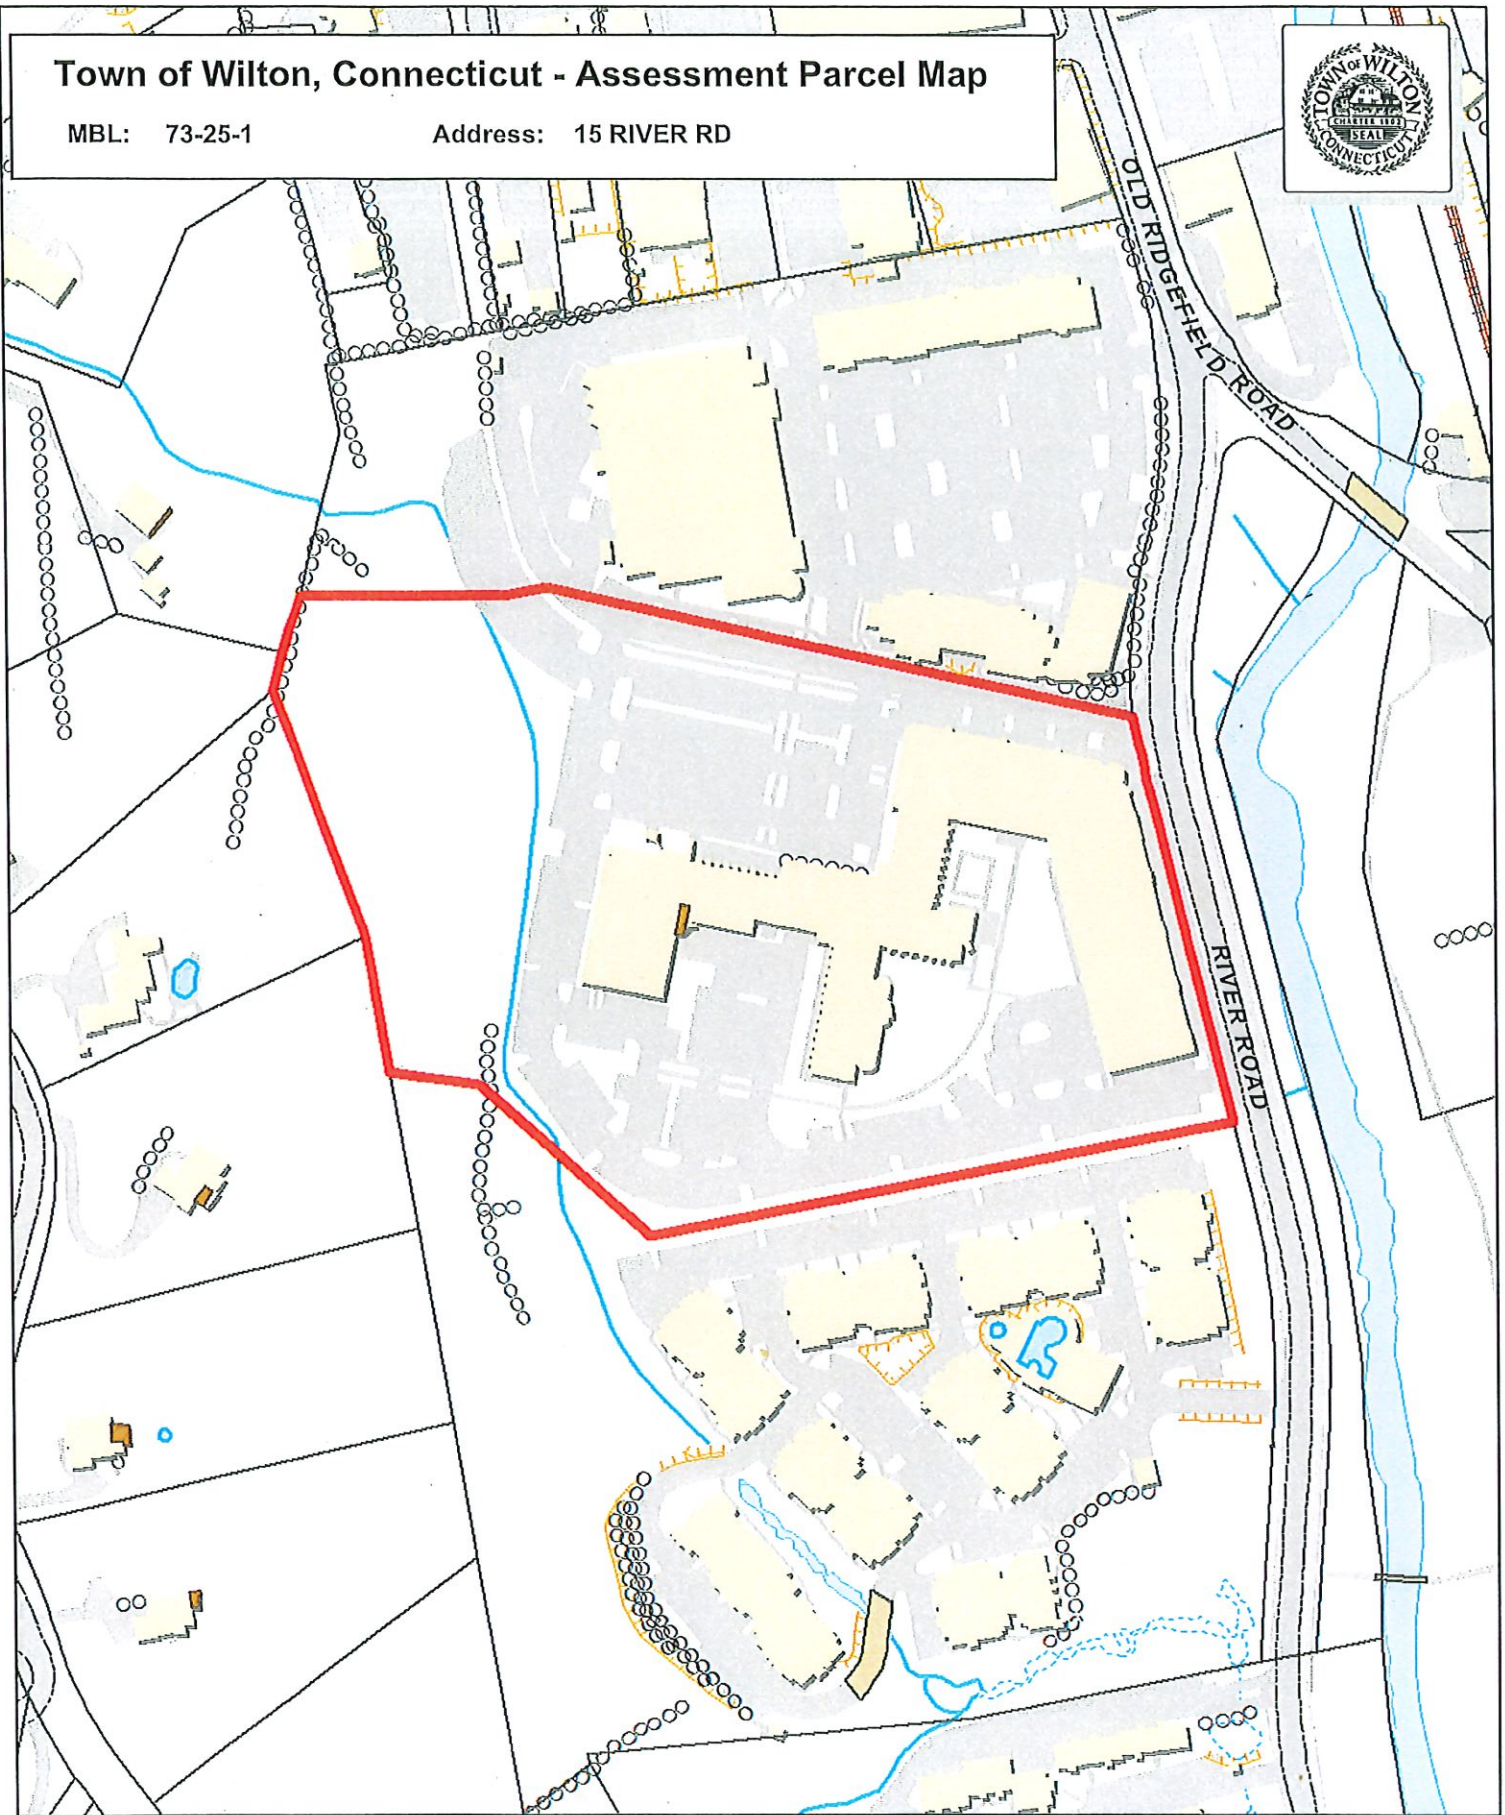 Town of Wilton, Connecticut - Assessment Parcel Map
MBL: 73-25-1 Address: 15 RIVER RD
TOWN OF WILTON
CHARTER 1802
SEAL
CONNECTICUT
OLD RIDGEFIELD ROAD
RIVER ROAD